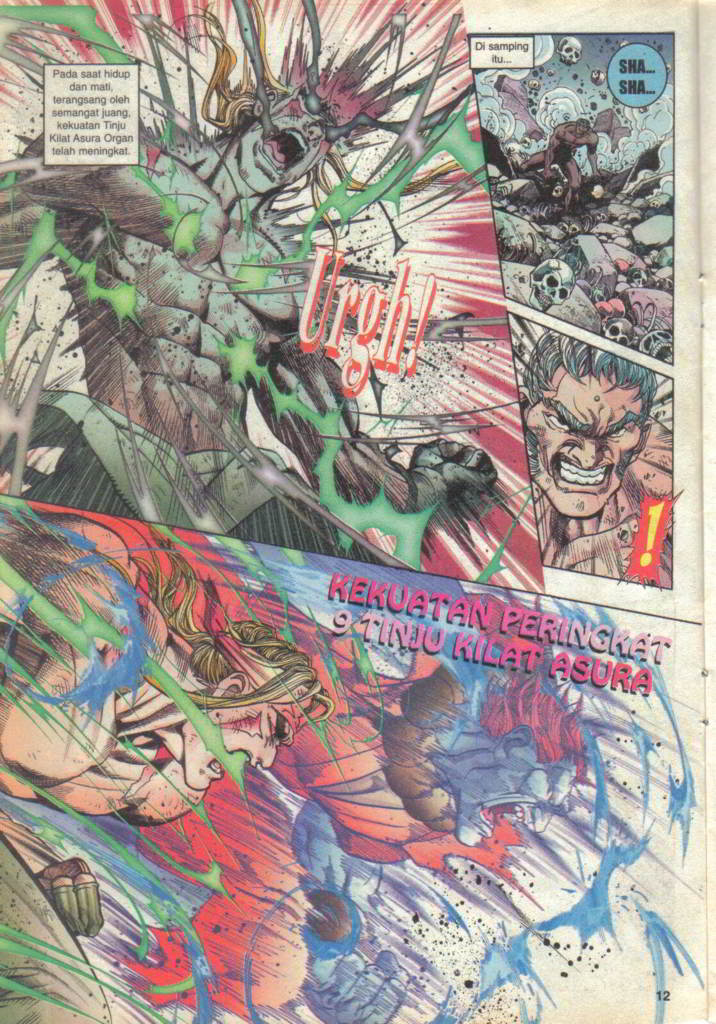 Pada saat hidup
dan mati,
terangsang oleh
semangat juang,
kekuatan Tinju
Kilat Asura Organ
telah meningkat.
Urgh!
Di samping
itu...
SHA...
SHA...
!
KEKUATAN PERINGKAT
9 TINJU KILAT ASURA
12